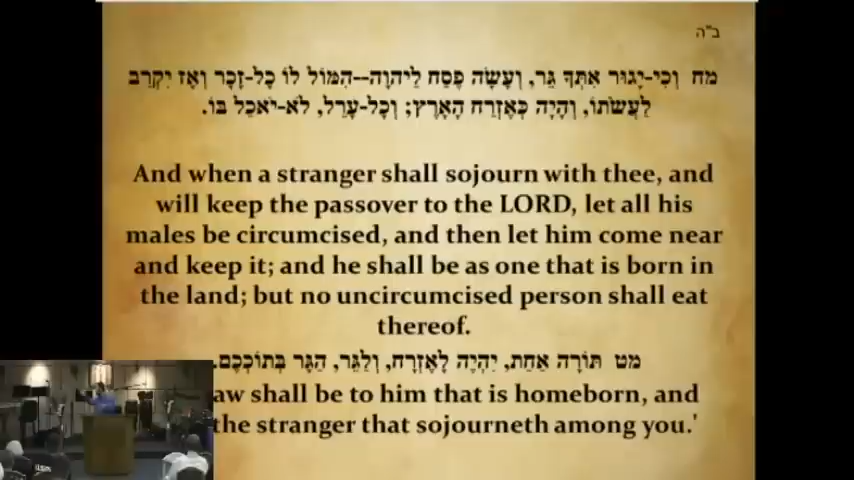 ב"ה
מח וְכִי-יָגוּר אִתְּךָ גֵּר, וְעָשָׂה פֶסַח לַיהוָה--הִמּוֹל לוֹ כָל-זָכָר וְאָז יִקְרַב
לַעֲשֹׂתוֹ, וְהָיָה כְּאֶזְרַח הָאָרֶץ; וְכָל-עָרֵל, לֹא-יֹאכַל בּוֹ.
And when a stranger shall sojourn with thee, and
will keep the passover to the LORD, let all his
males be circumcised, and then let him come near
and keep it; and he shall be as one that is born in
the land; but no uncircumcised person shall eat
thereof.
מט תּוֹרָה אַחַת, יִהְיֶה לָאֶזְרָח, וְלַגֵּר, הַגָּר בְּתוֹכְכֶם.
aw shall be to him that is homeborn, and
the stranger that sojourneth among you.'